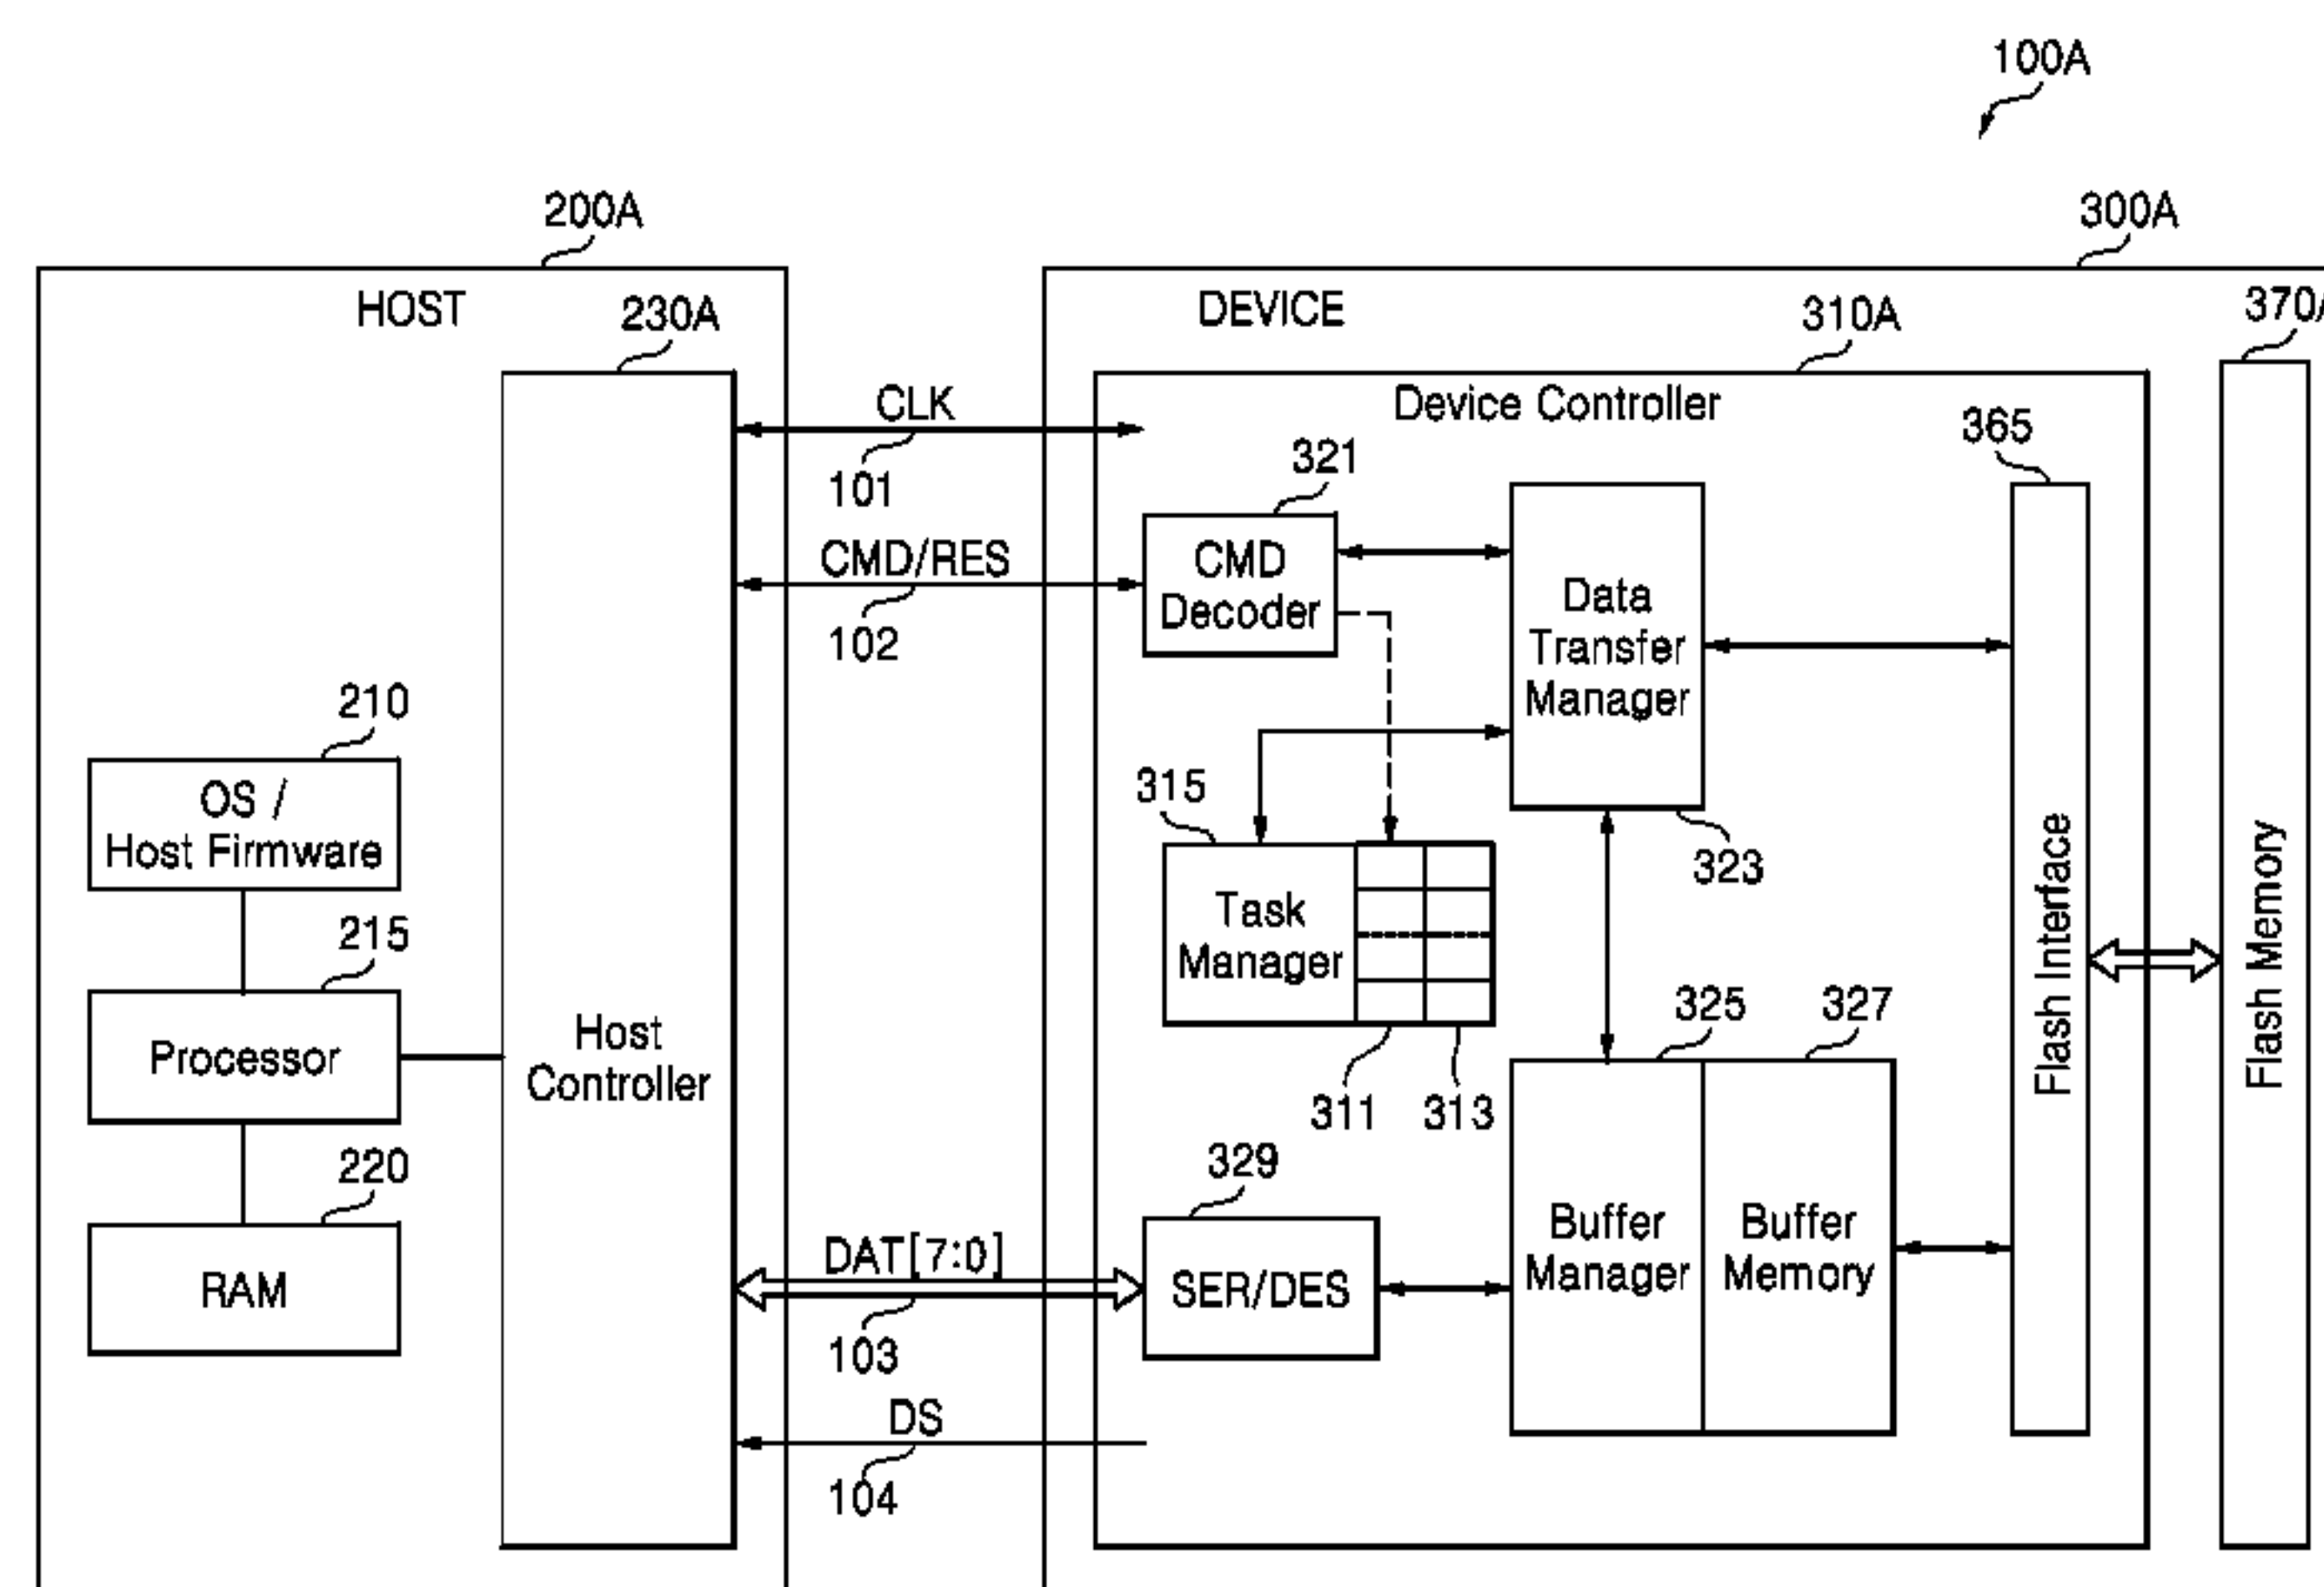 100A
200A
300A
HOST
230A
DEVICE
310A
370A
CLK
Device Controller
101
321
365
CMD/RES
102
CMD
Decoder
Data
Transfer
Manager
323
210
OS /
Host Firmware
315
Task
Manager
311
313
215
Processor
Host
Controller
325
327
Flash Interface
Flash Memory
220
RAM
DAT[7:0]
103
329
SER/DES
Buffer
Manager
Buffer
Memory
DS
104